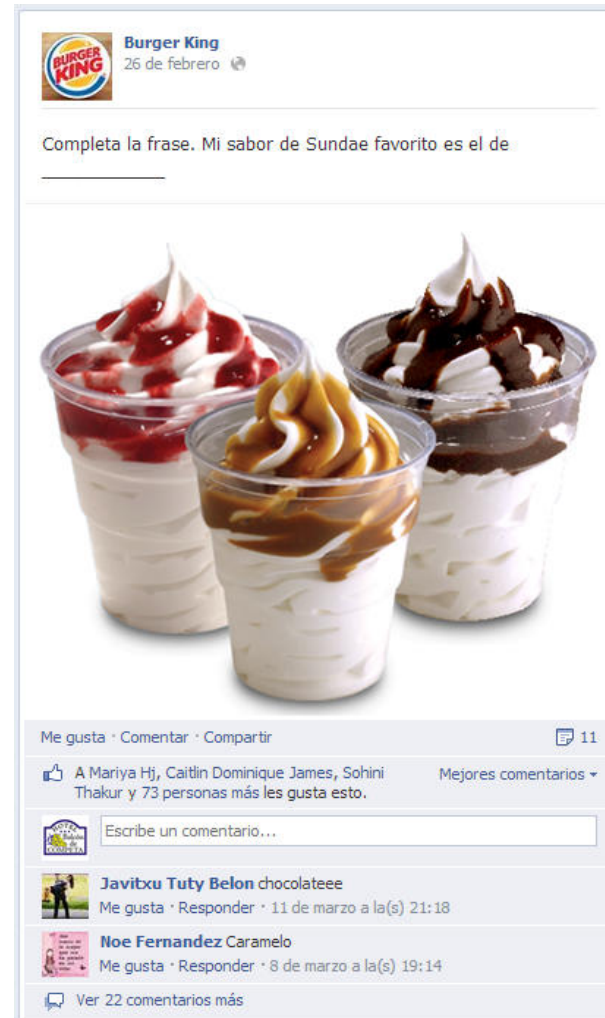 BURGER
KING
Burger King
26 de febrero
Completa la frase. Mi sabor de Sundae favorito es el de
____________
Me gusta · Comentar · Compartir
11
A Mariya Hj, Caitlin Dominique James, Sohini
Thakur y 73 personas más les gusta esto.
Mejores comentarios
HOTEL
COMPETA
Escribe un comentario...
Javitxu Tuty Belon chocolateee
Me gusta · Responder · 11 de marzo a la(s) 21:18
Noe Fernandez Caramelo
Me gusta · Responder · 8 de marzo a la(s) 19:14
Ver 22 comentarios más